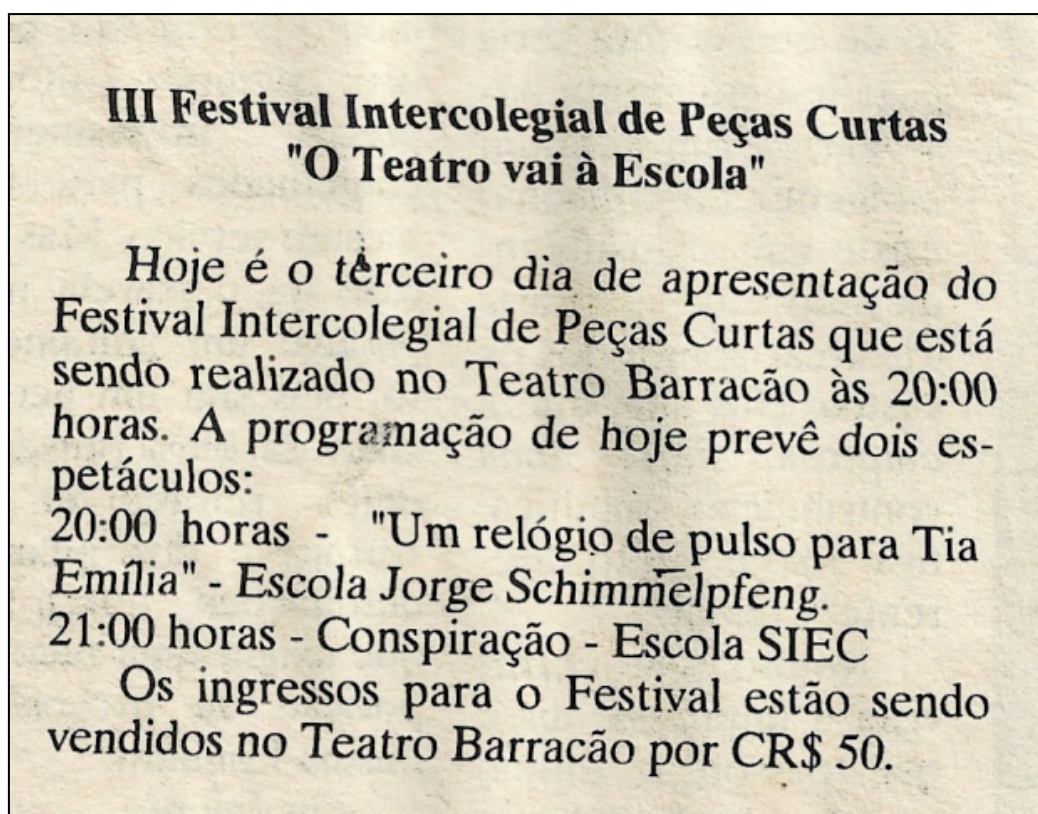 III Festival Intercolegial de Peças Curtas
"O Teatro vai à Escola"
Hoje é o terceiro dia de apresentação do
Festival Intercolegial de Peças Curtas que está
sendo realizado no Teatro Barracão às 20:00
horas. A programação de hoje prevê dois es-
petáculos:
20:00 horas - "Um relógio de pulso para Tia
Emília" - Escola Jorge Schimmelpfeng.
21:00 horas - Conspiração - Escola SIEC
Os ingressos para o Festival estão sendo
vendidos no Teatro Barracão por CR$ 50.